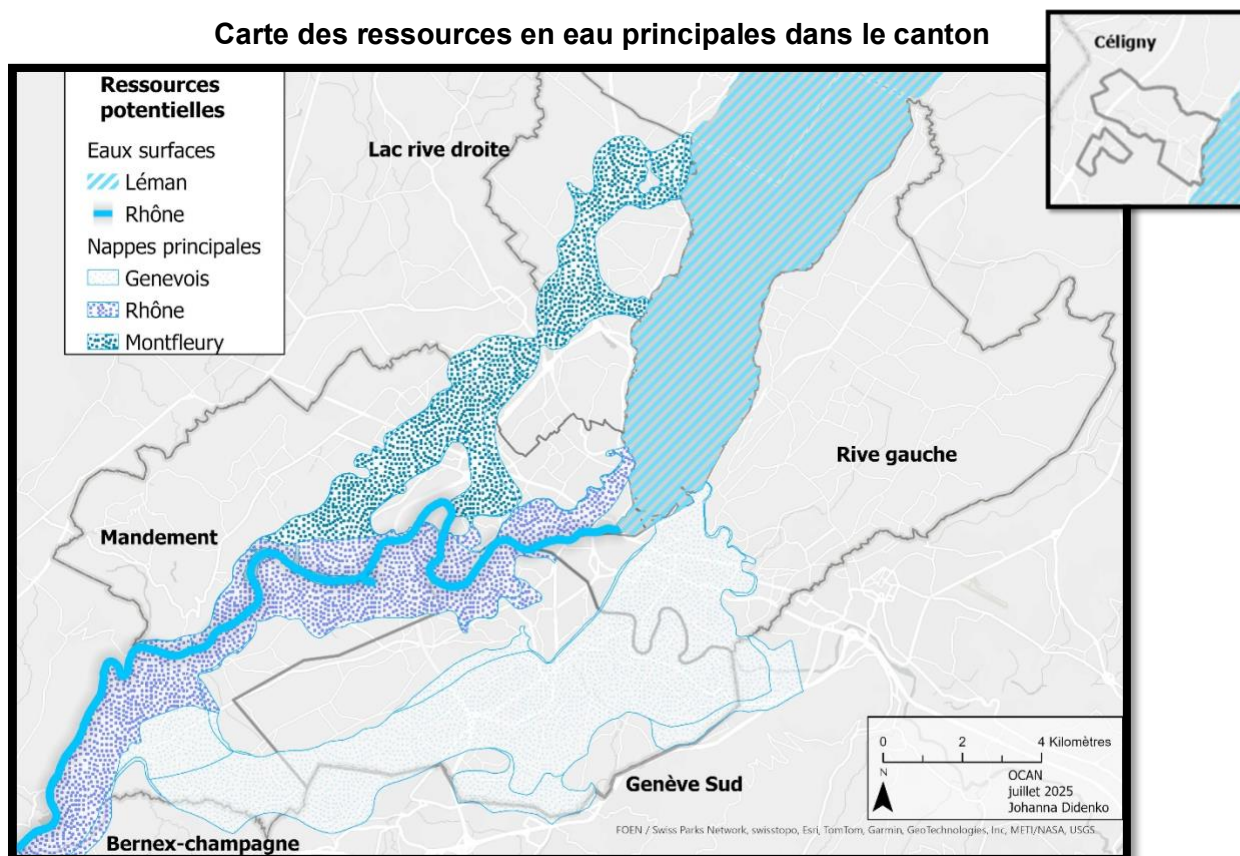 Carte des ressources en eau principales dans le canton
Céligny
Ressources
potentielles
Eaux surfaces
Léman
Rhône
Nappes principales
Genevois
Rhône
Montfleury
Lac rive droite
Rive gauche
Mandement
Genève Sud
Bernex-champagne
0 2 4 Kilomètres
N
OCAN
juillet 2025
Johanna Didenko
FOEN / Swiss Parks Network, swisstopo, Esri, TomTom, Garmin, GeoTechnologies, Inc, METI/NASA, USGS